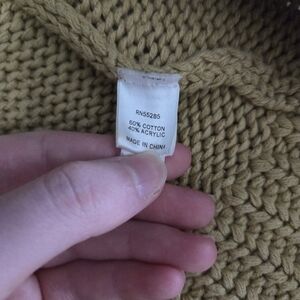 RN55285
60% COTTON
40% ACRYLIC
MADE IN CHINA